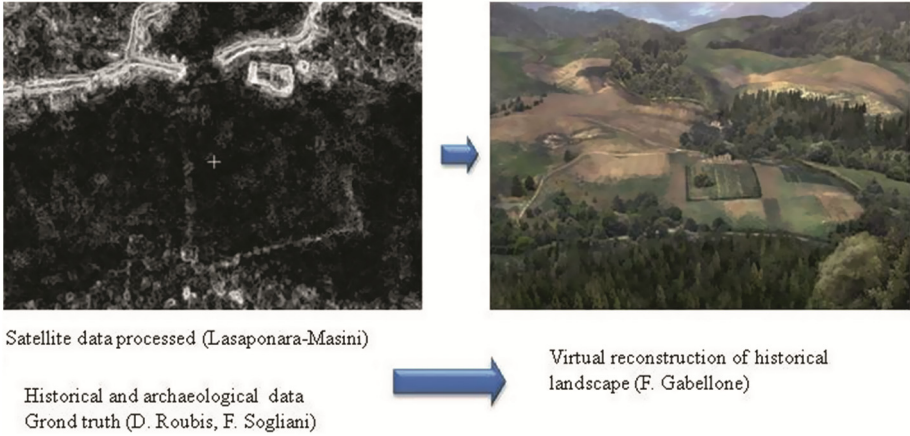 Satellite data processed (Lasaponara-Masini)
Historical and archaeological data
Grond truth (D. Roubis, F. Sogliani)
Virtual reconstruction of historical
landscape (F. Gabellone)